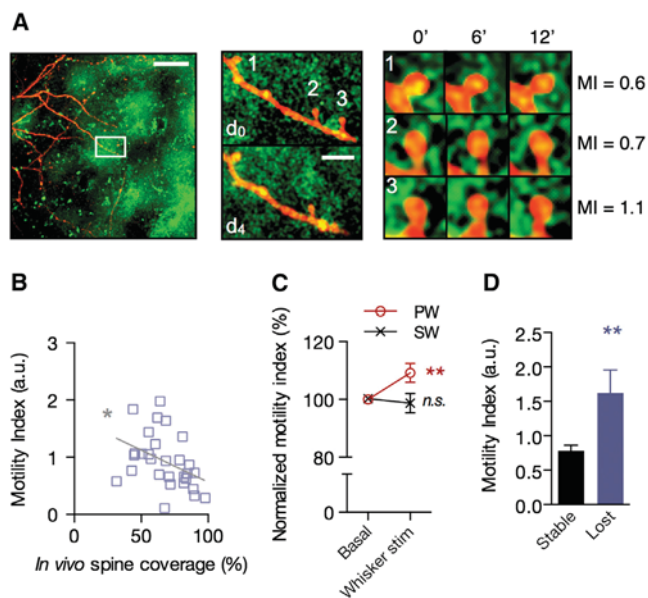 A
0' 6' 12'
1 1 MI = 0.6
2 3
d0
2 MI = 0.7
d4
3 MI = 1.1
B C D
PW
SW
Motility Index (a.u.)
3
2
1
0
*
0 50 100
In vivo spine coverage (%)
Normalized motility index (%)
120
100
80
0
**
n.s.
Basal
Whisker stim
Motility Index (a.u.)
2.5
2.0
1.5
1.0
0.5
0.0
**
Stable
Lost